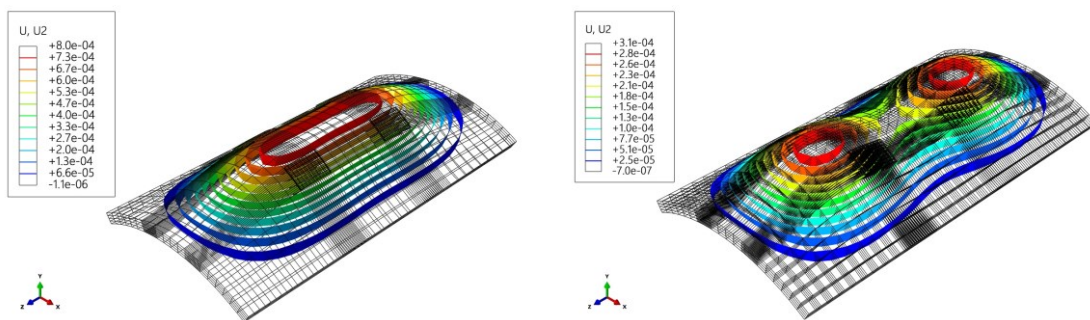 U, U2
+8.0e-04
+7.3e-04
+6.7e-04
+6.0e-04
+5.3e-04
+4.7e-04
+4.0e-04
+3.3e-04
+2.7e-04
+2.0e-04
+1.3e-04
+6.6e-05
-1.1e-06
Y
Z
X
U, U2
+3.1e-04
+2.8e-04
+2.6e-04
+2.3e-04
+2.1e-04
+1.8e-04
+1.5e-04
+1.3e-04
+1.0e-04
+7.7e-05
+5.1e-05
+2.5e-05
-7.0e-07
Y
Z
X